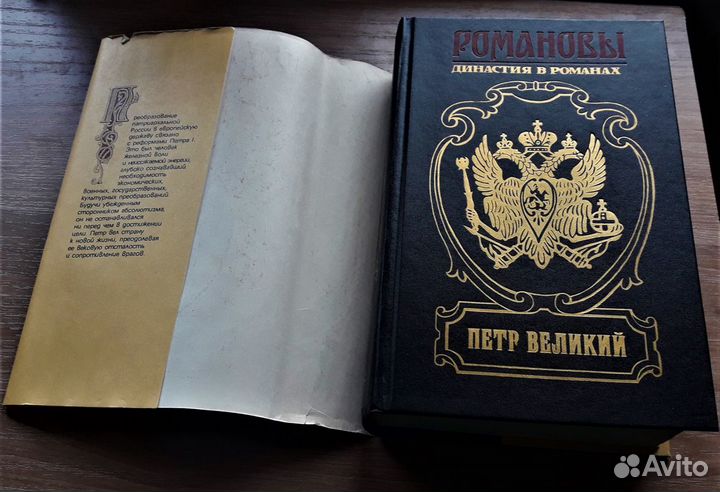 Преобразование
патриархальной
России в европейскую
державу связано
с реформами Петра I.
Это был человек
железной воли
и неиссякаемой энергии,
глубоко сознававший
необходимость
экономических,
военных, государственных,
культурных преобразований.
Будучи убежденным
сторонником абсолютизма,
он не останавливался
ни перед чем в достижении
цели. Петр вел страну
к новой жизни, преодолевая
ее вековую отсталость
и сопротивление врагов.
РОМАНОВЫ
ДИНАСТИЯ В РОМАНАХ
ПЕТР ВЕЛИКИЙ
Avito